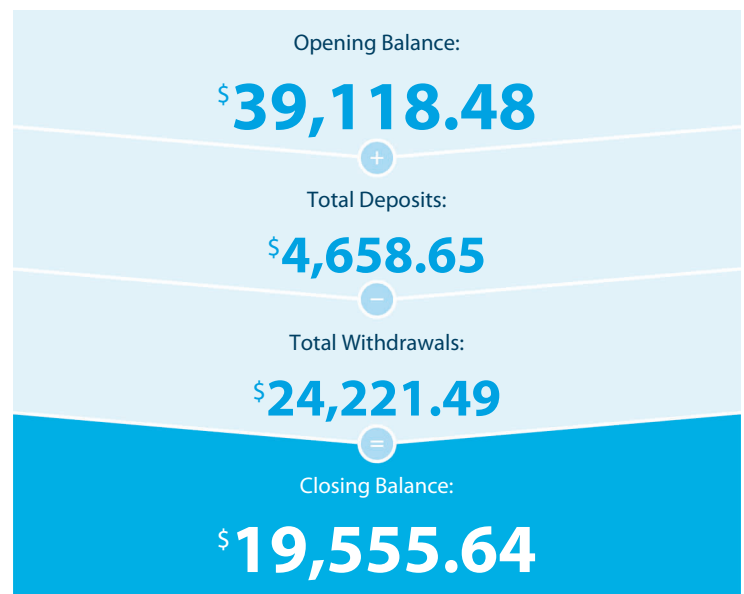 Opening Balance:
$39,118.48
+
Total Deposits:
$4,658.65
−
Total Withdrawals:
$24,221.49
=
Closing Balance:
$19,555.64